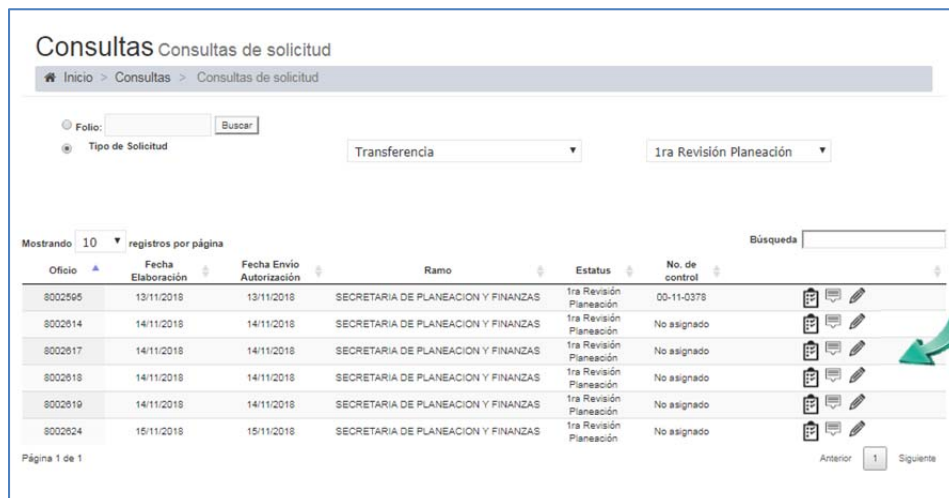 Consultas Consultas de solicitud
Inicio > Consultas > Consultas de solicitud
Folio: Buscar
Tipo de Solicitud Transferencia 1ra Revisión Planeación
Mostrando 10 registros por página Búsqueda
Oficio Fecha Elaboración Fecha Envío Autorización Ramo Estatus No. de control
8002595 13/11/2018 13/11/2018 SECRETARIA DE PLANEACION Y FINANZAS 1ra Revisión Planeación 00-11-0378
8002614 14/11/2018 14/11/2018 SECRETARIA DE PLANEACION Y FINANZAS 1ra Revisión Planeación No asignado
8002617 14/11/2018 14/11/2018 SECRETARIA DE PLANEACION Y FINANZAS 1ra Revisión Planeación No asignado
8002618 14/11/2018 14/11/2018 SECRETARIA DE PLANEACION Y FINANZAS 1ra Revisión Planeación No asignado
8002619 14/11/2018 14/11/2018 SECRETARIA DE PLANEACION Y FINANZAS 1ra Revisión Planeación No asignado
8002624 15/11/2018 15/11/2018 SECRETARIA DE PLANEACION Y FINANZAS 1ra Revisión Planeación No asignado
Página 1 de 1 Anterior 1 Siguiente